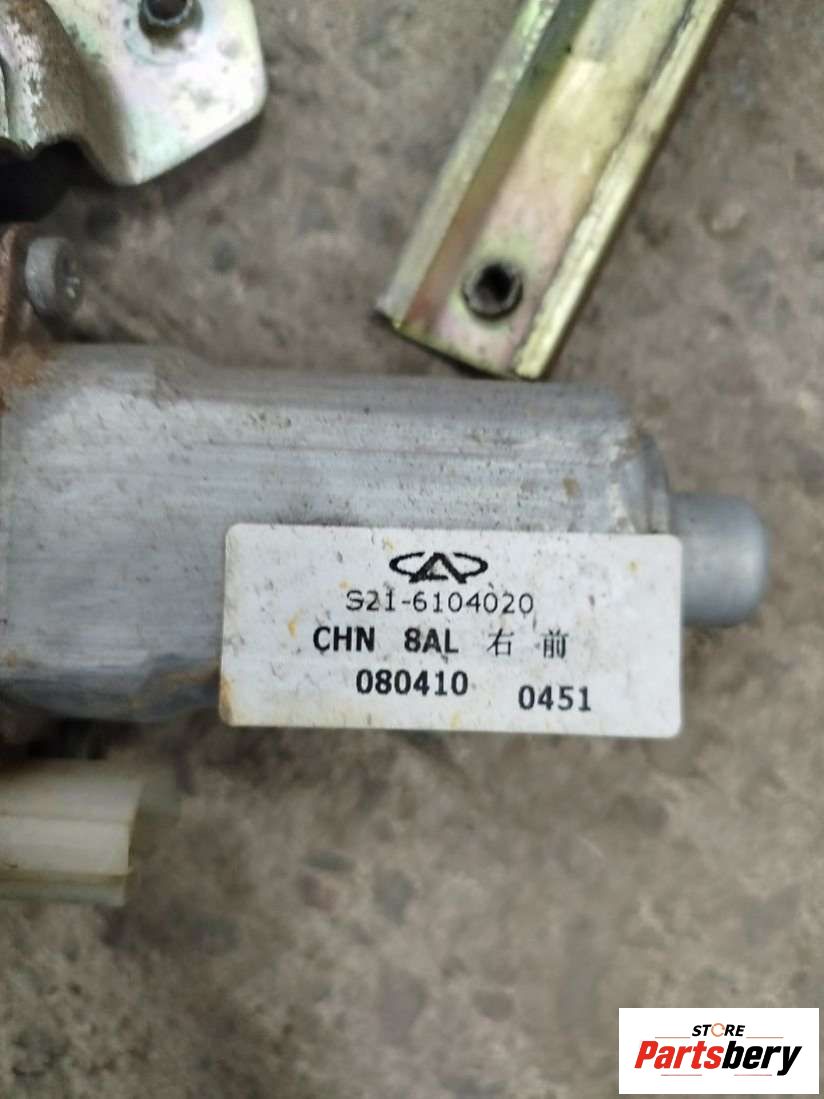 S21-6104020
CHN 8AL 右 前
080410 0451
STORE
Partsbery